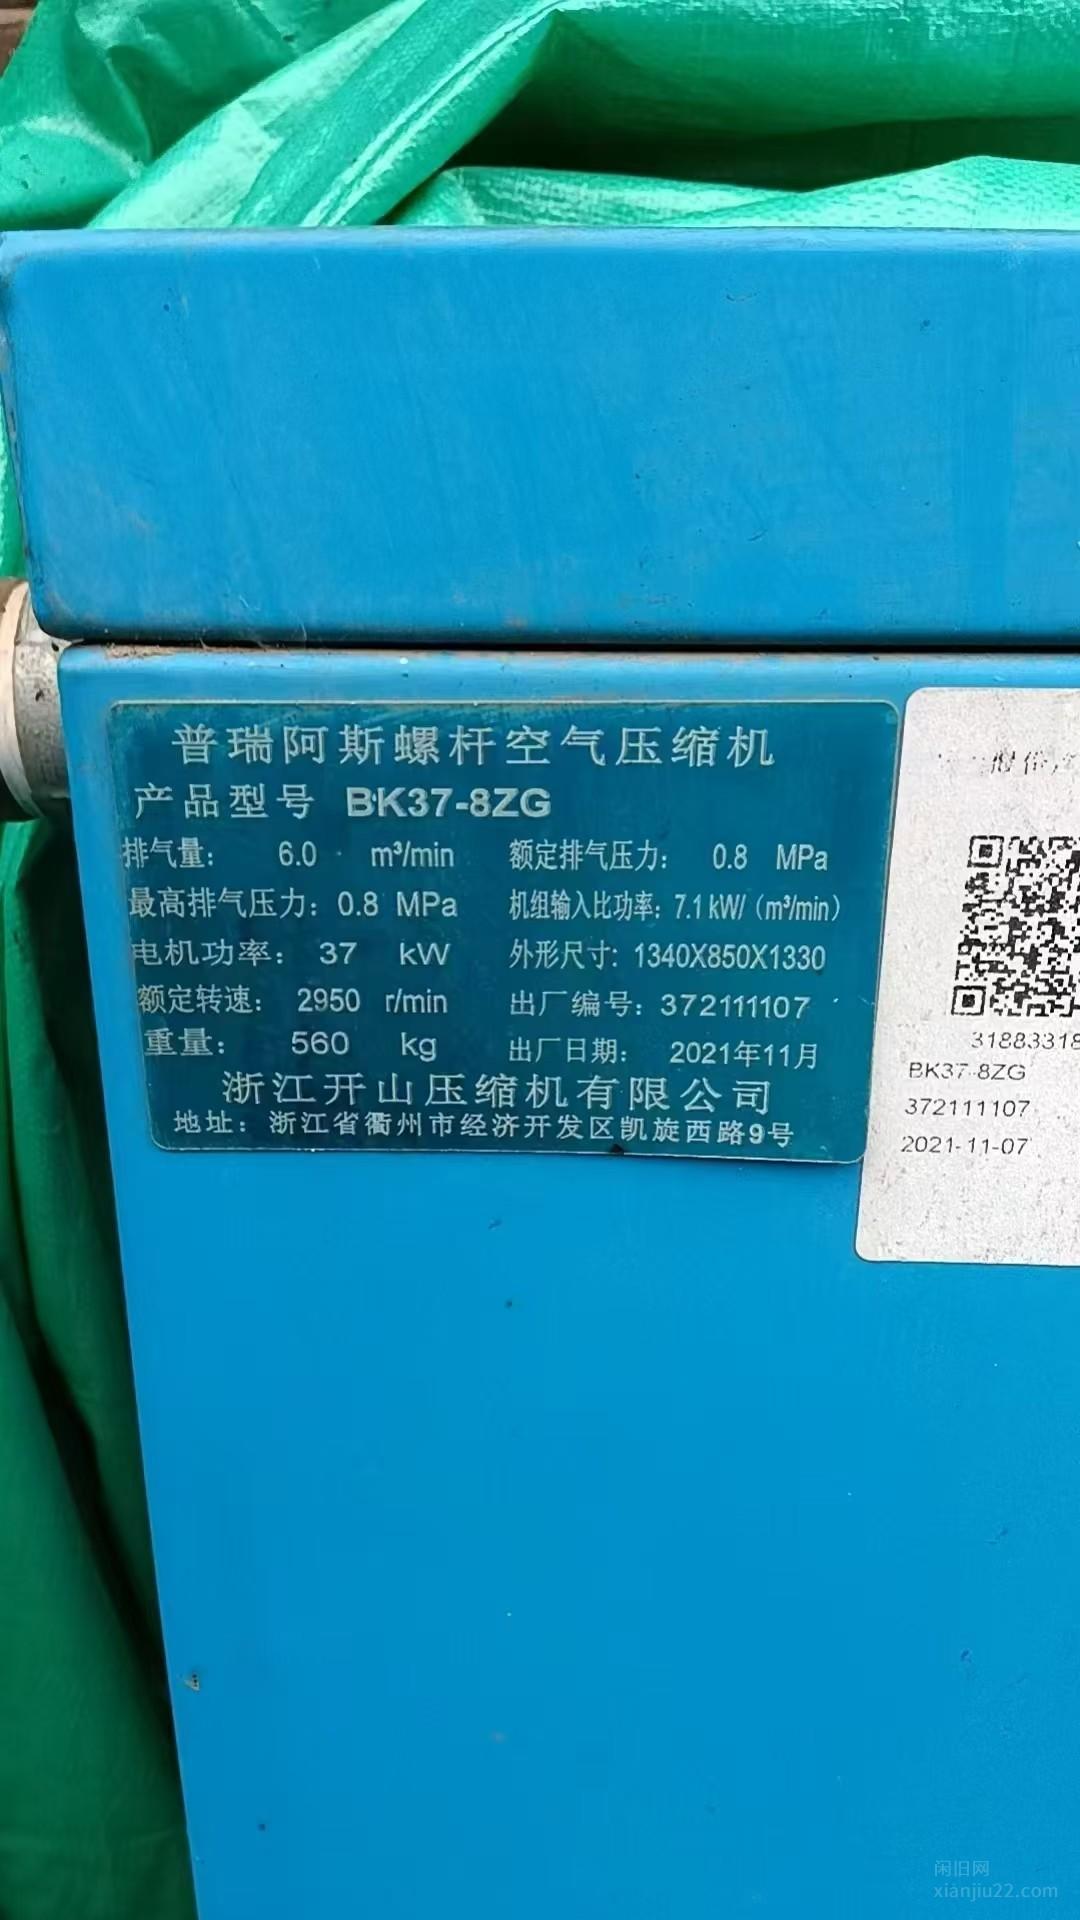 普瑞阿斯螺杆空气压缩机
产品型号 BK37-8ZG
排气量： 6.0 m³/min 额定排气压力： 0.8 MPa
最高排气压力：0.8 MPa 机组输入比功率：7.1 kW/（m³/min）
电机功率： 37 kW 外形尺寸：1340X850X1330
额定转速： 2950 r/min 出厂编号：372111107
重量： 560 kg 出厂日期： 2021年11月
浙江开山压缩机有限公司
地址：浙江省衢州市经济开发区凯旋西路9号
股份
31883318
BK37-8ZG
372111107
2021-11-07
闲旧网
xianjiu22.com